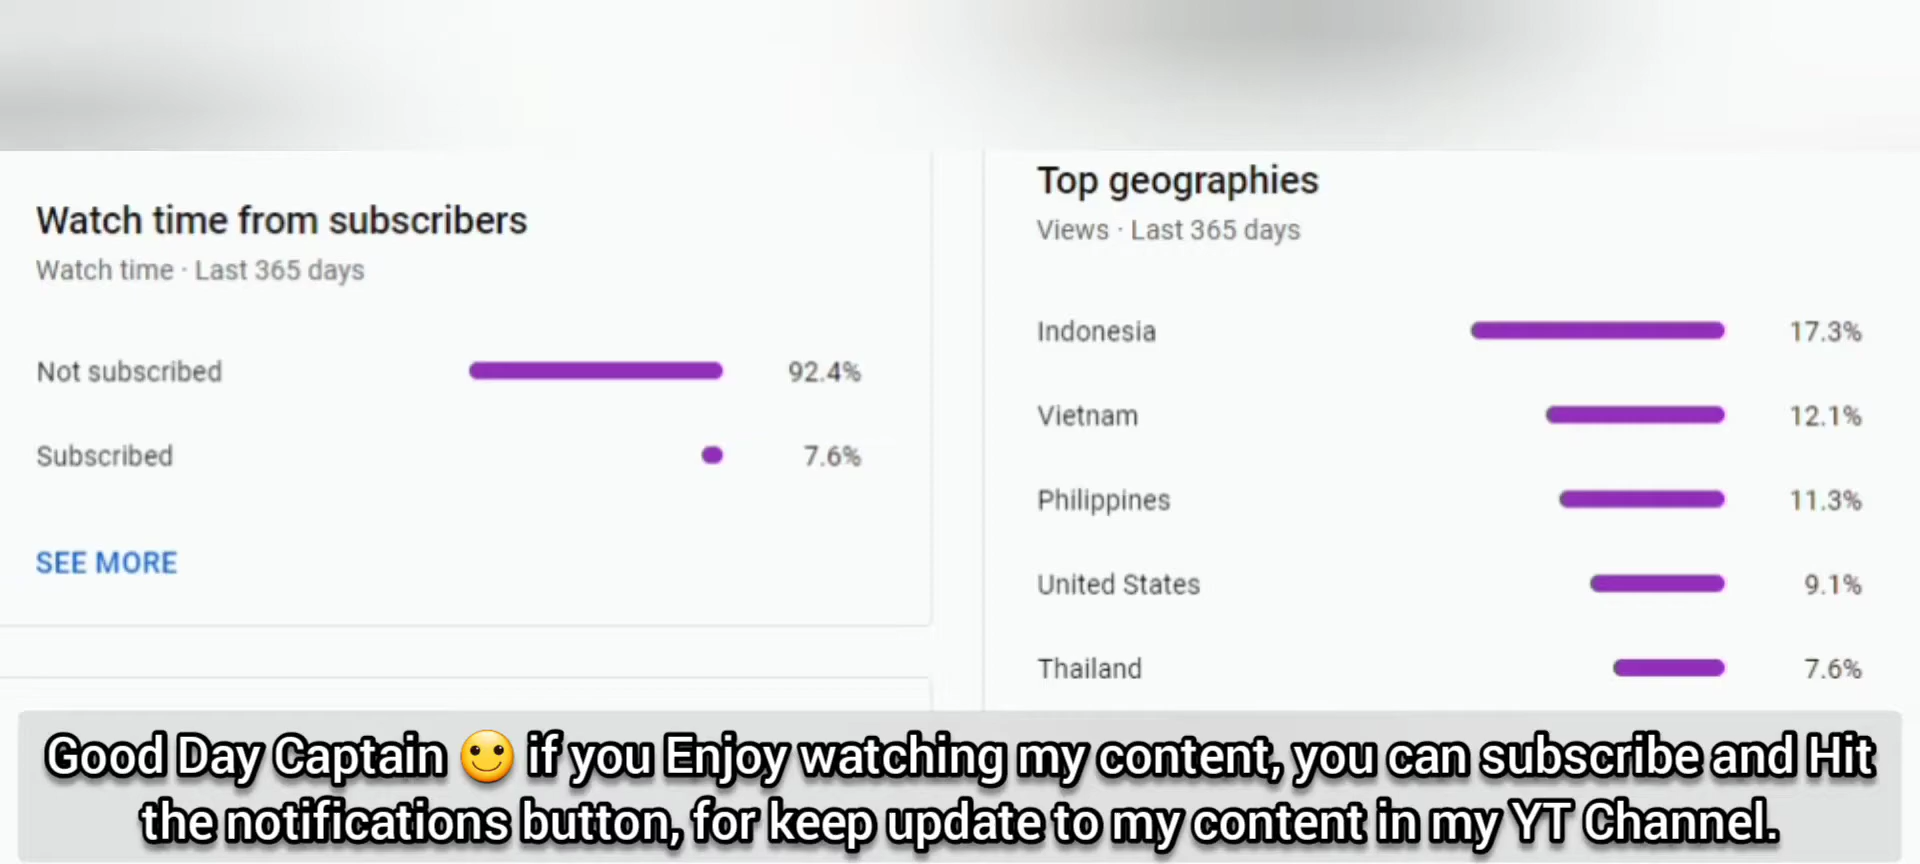 Watch time from subscribers
Watch time · Last 365 days
Not subscribed 92.4%
Subscribed 7.6%
SEE MORE
Top geographies
Views · Last 365 days
Indonesia 17.3%
Vietnam 12.1%
Philippines 11.3%
United States 9.1%
Thailand 7.6%
Good Day Captain 🙂 if you Enjoy watching my content, you can subscribe and Hit
the notifications button, for keep update to my content in my YT Channel.